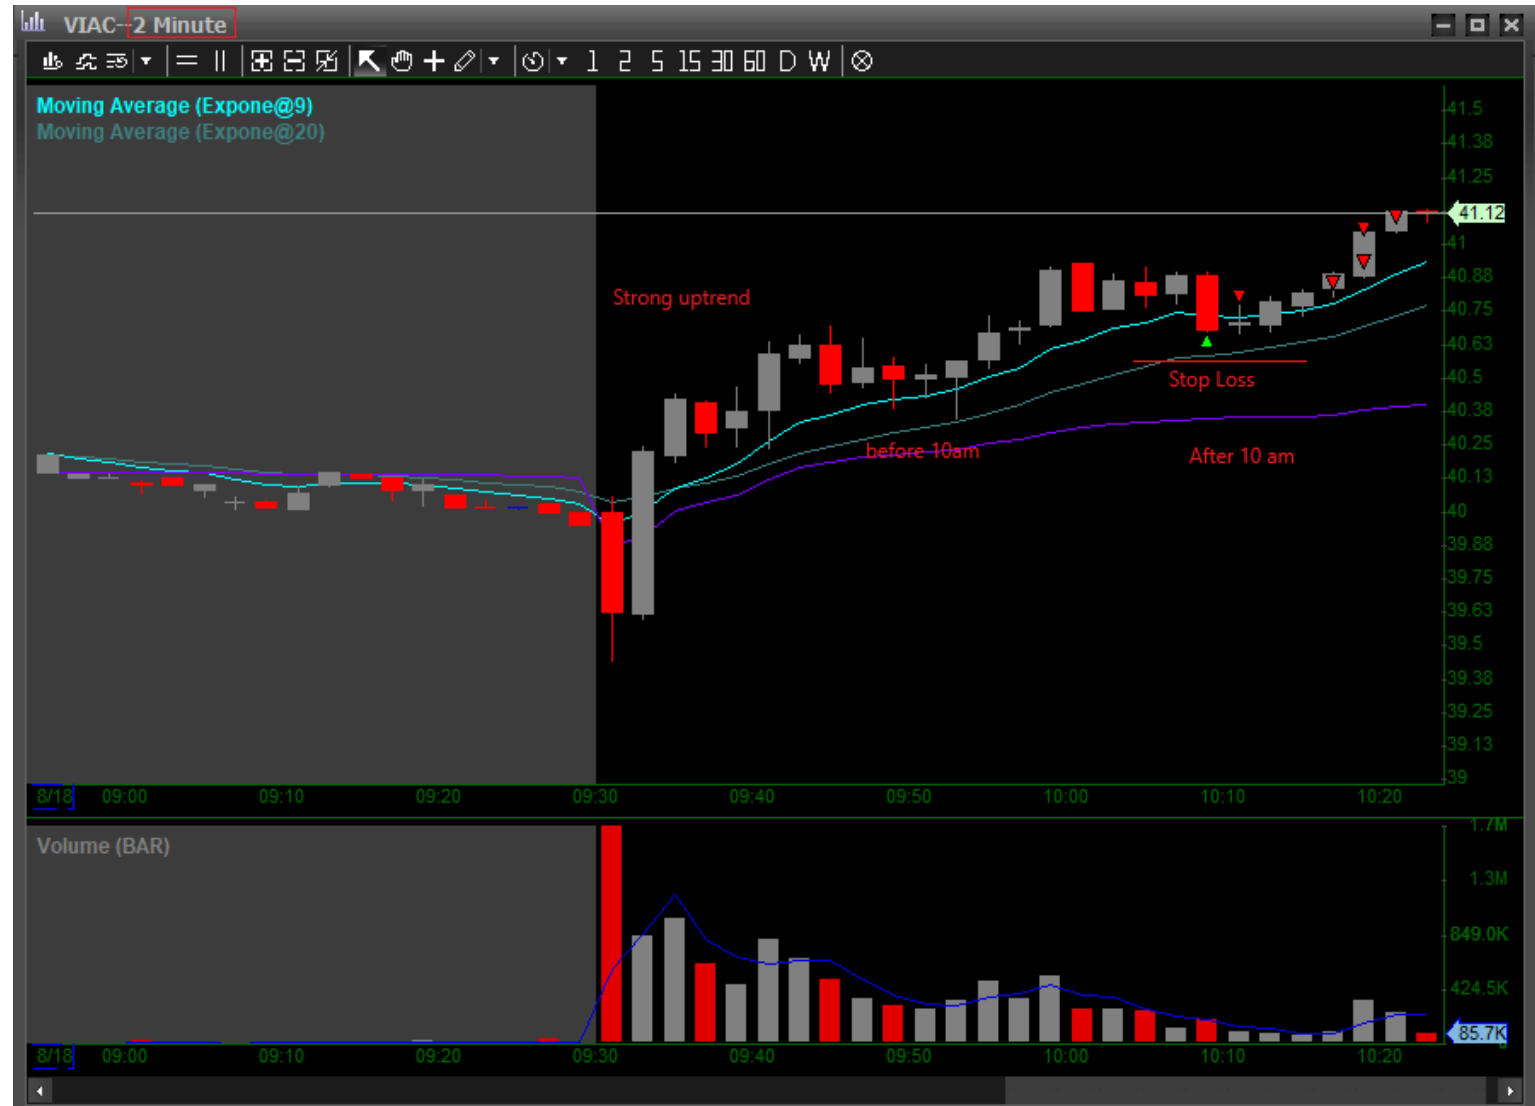 VIAC--2 Minute
1 2 5 15 30 60 D W
Moving Average (Expone@9)
Moving Average (Expone@20)
41.5
41.38
41.25
41.12
41
40.88
40.75
40.63
40.5
40.38
40.25
40.13
40
39.88
39.75
39.63
39.5
39.38
39.25
39.13
39
Strong uptrend
Stop Loss
before 10am
After 10 am
8/18 09:00 09:10 09:20 09:30 09:40 09:50 10:00 10:10 10:20
Volume (BAR)
1.7M
1.3M
849.0K
424.5K
85.7K
8/18 09:00 09:10 09:20 09:30 09:40 09:50 10:00 10:10 10:20